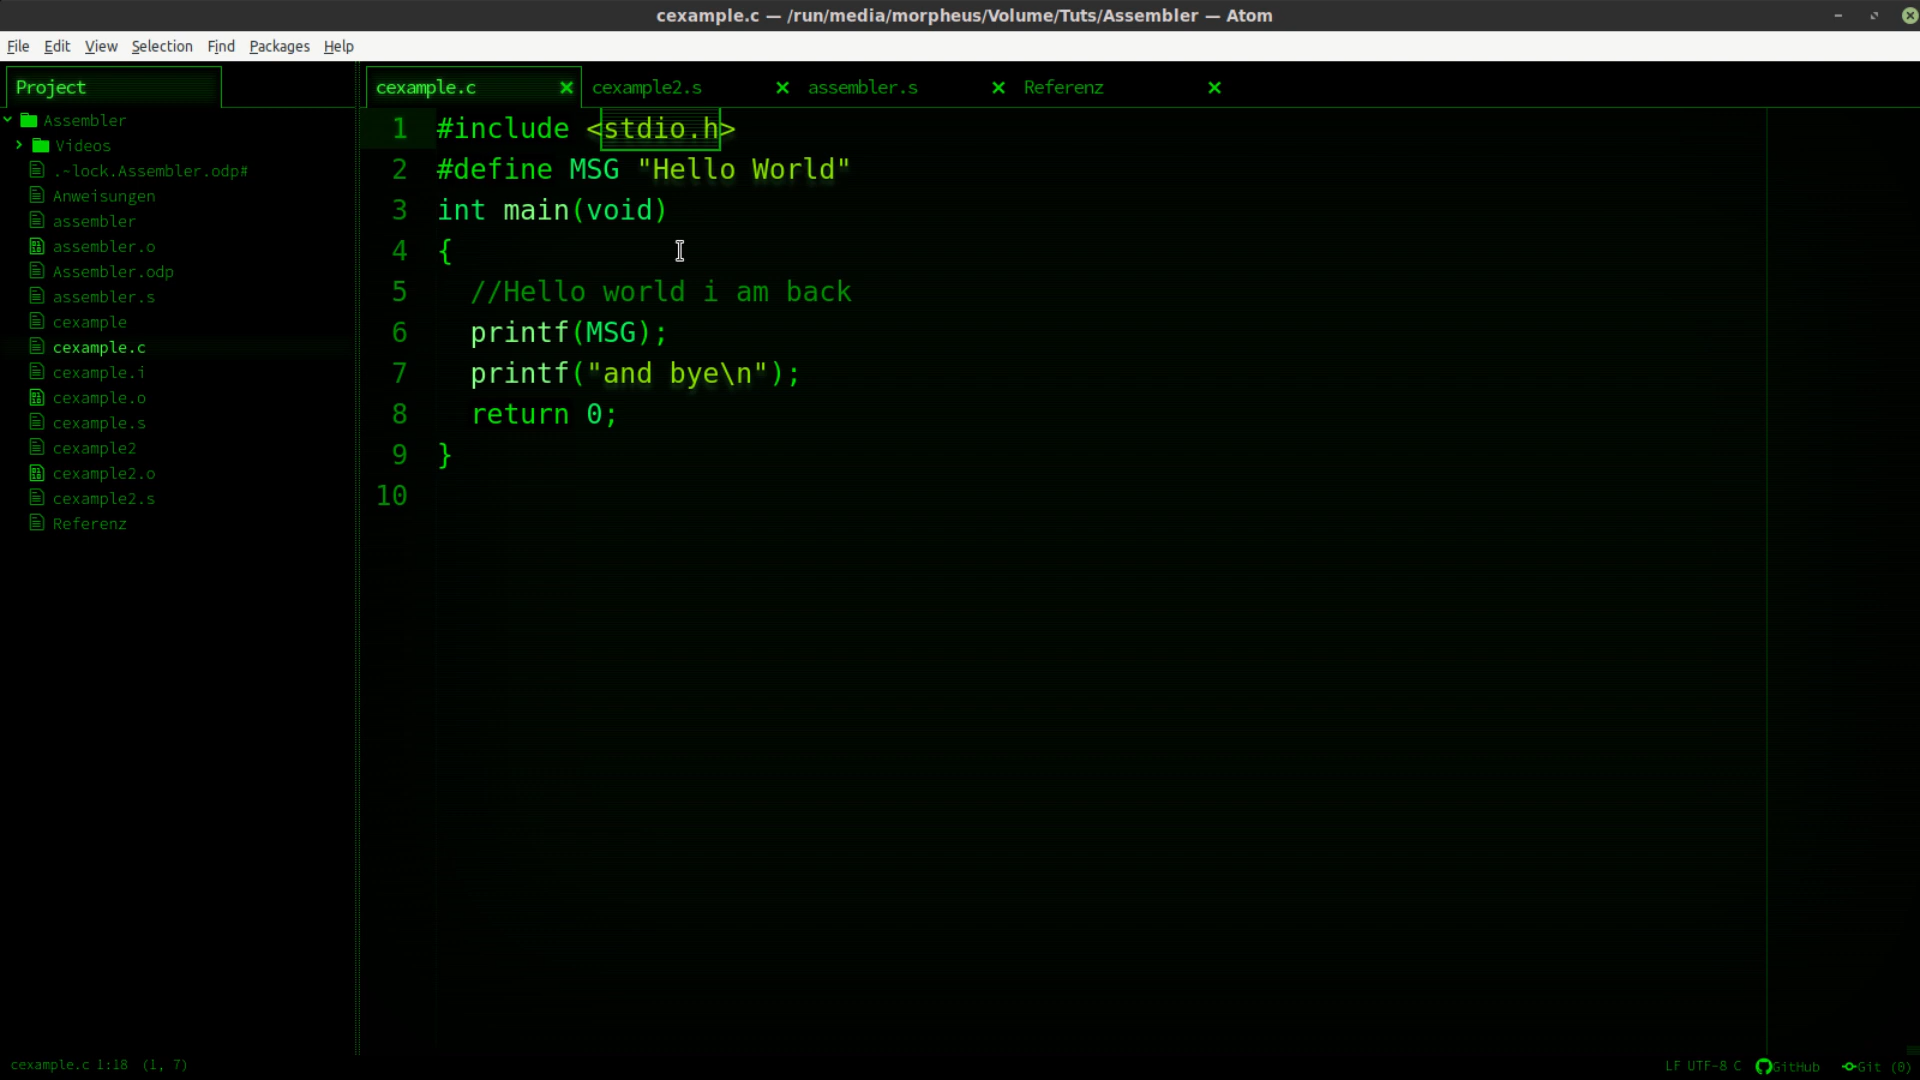 cexample.c — /run/media/morpheus/Volume/Tuts/Assembler — Atom
File Edit View Selection Find Packages Help
Project
Assembler
Videos
.~lock.Assembler.odp#
Anweisungen
assembler
assembler.o
Assembler.odp
assembler.s
cexample
cexample.c
cexample.i
cexample.o
cexample.s
cexample2
cexample2.o
cexample2.s
Referenz
cexample.c cexample2.s assembler.s Referenz
1 #include <stdio.h>
2 #define MSG "Hello World"
3 int main(void)
4 {
5 //Hello world i am back
6 printf(MSG);
7 printf("and bye\n");
8 return 0;
9 }
10
cexample.c 1:18 (1, 7)
LF UTF-8 C GitHub Git (0)